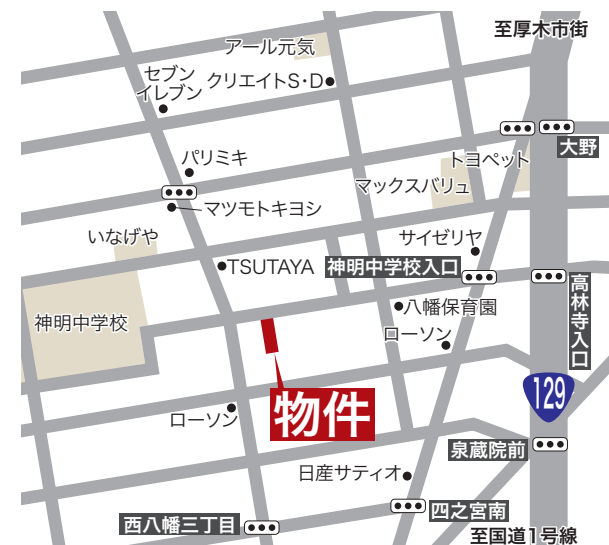 至厚木市街
アール元気
セブン
イレブン
クリエイトS・D
大野
パリミキ
トヨペット
マックスバリュ
マツモトキヨシ
いなげや
サイゼリヤ
TSUTAYA
神明中学校入口
高林寺入口
八幡保育園
神明中学校
ローソン
129
物件
ローソン
泉蔵院前
日産サティオ
四之宮南
西八幡三丁目
至国道1号線